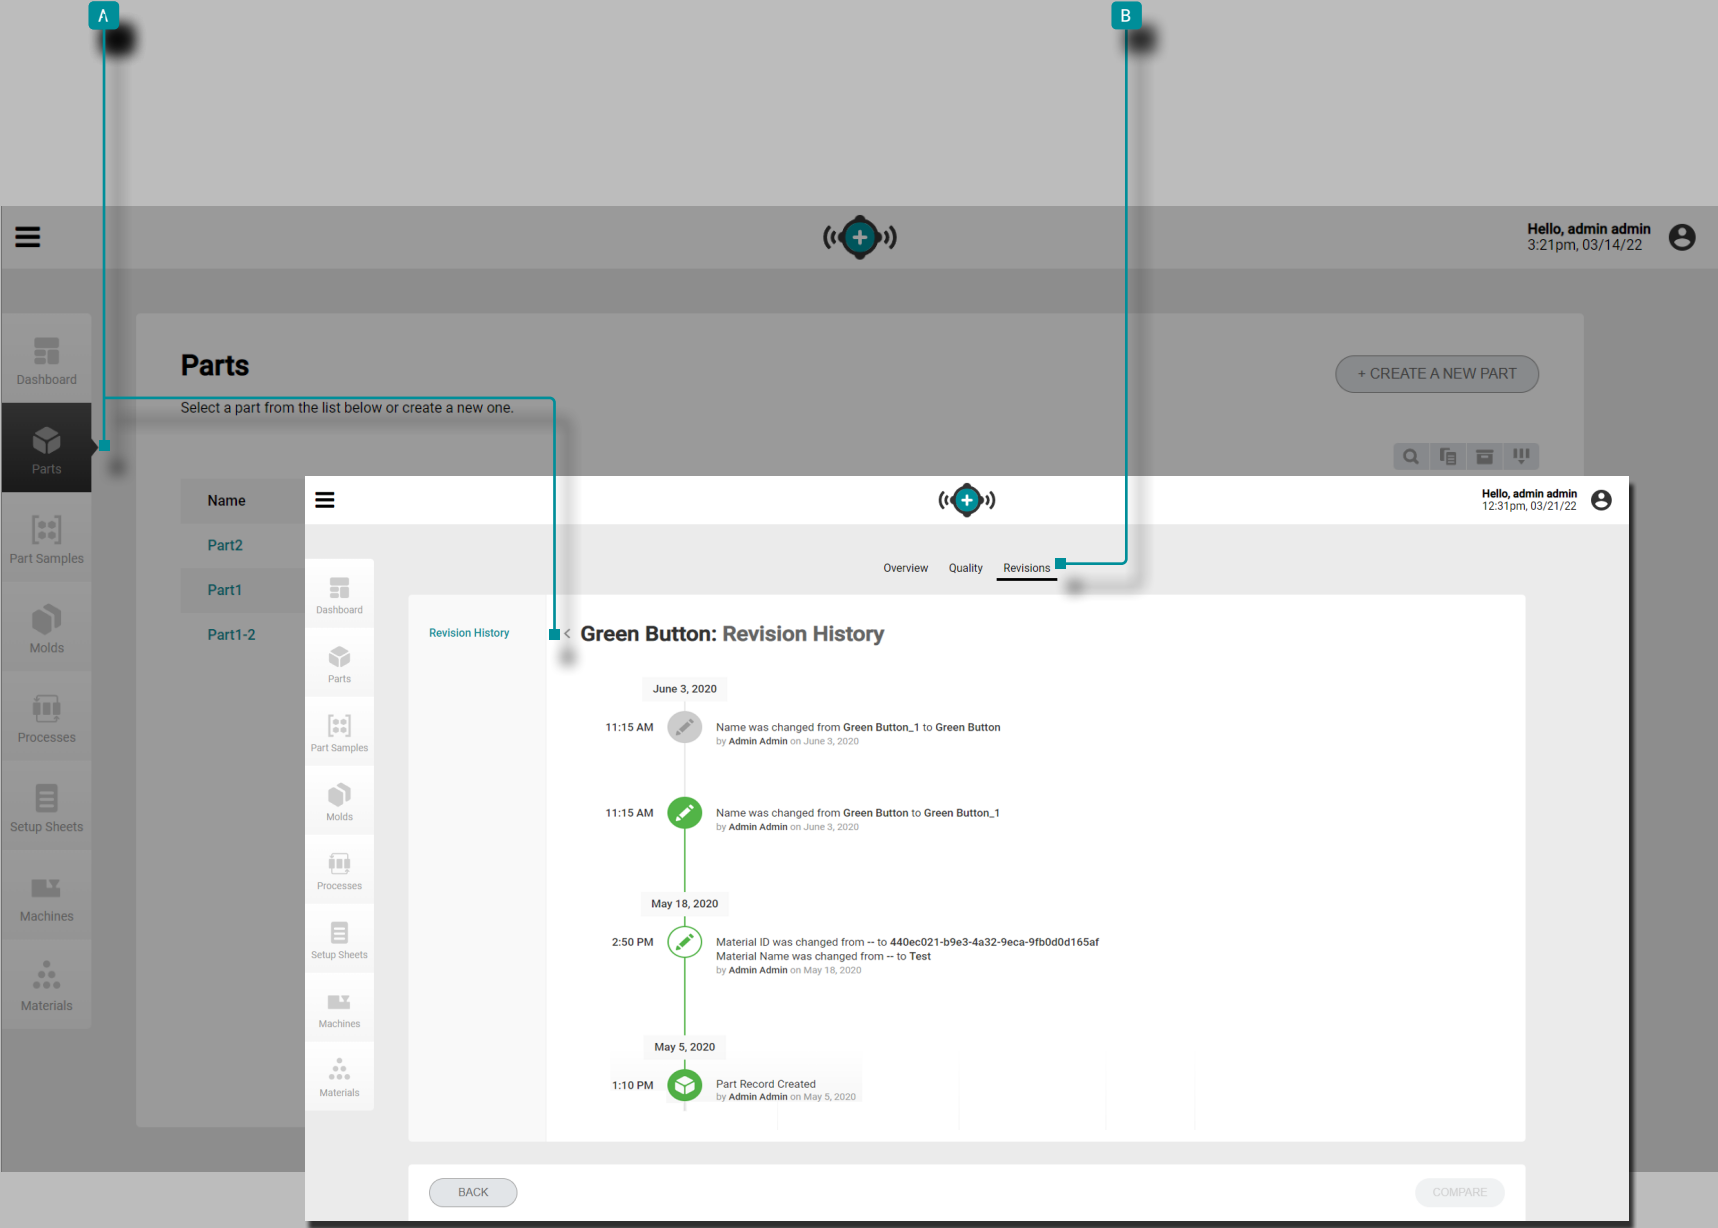 A
B
Hello, admin admin
3:21pm, 03/14/22
Dashboard
Parts
Part Samples
Molds
Processes
Setup Sheets
Machines
Materials
Parts
+ CREATE A NEW PART
Select a part from the list below or create a new one.
Name
Part2
Part1
Part1-2
Hello, admin admin
12:31pm, 03/21/22
Overview Quality Revisions
Dashboard
Parts
Part Samples
Molds
Processes
Setup Sheets
Machines
Materials
Revision History
< Green Button: Revision History
June 3, 2020
11:15 AM Name was changed from Green Button_1 to Green Button
by Admin Admin on June 3, 2020
11:15 AM Name was changed from Green Button to Green Button_1
by Admin Admin on June 3, 2020
May 18, 2020
2:50 PM Material ID was changed from -- to 440ec021-b9e3-4a32-9eca-9fb0d0d165af
Material Name was changed from -- to Test
by Admin Admin on May 18, 2020
May 5, 2020
1:10 PM Part Record Created
by Admin Admin on May 5, 2020
BACK
COMPARE